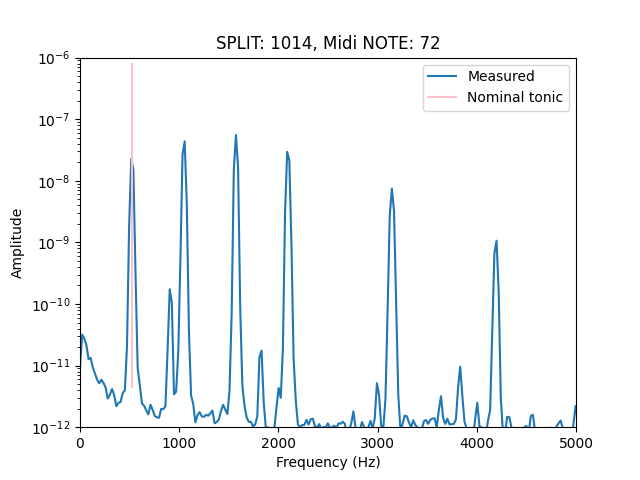 SPLIT: 1014, Midi NOTE: 72
Measured
Nominal tonic
Amplitude
10⁻⁶
10⁻⁷
10⁻⁸
10⁻⁹
10⁻¹⁰
10⁻¹¹
10⁻¹²
0 1000 2000 3000 4000 5000
Frequency (Hz)